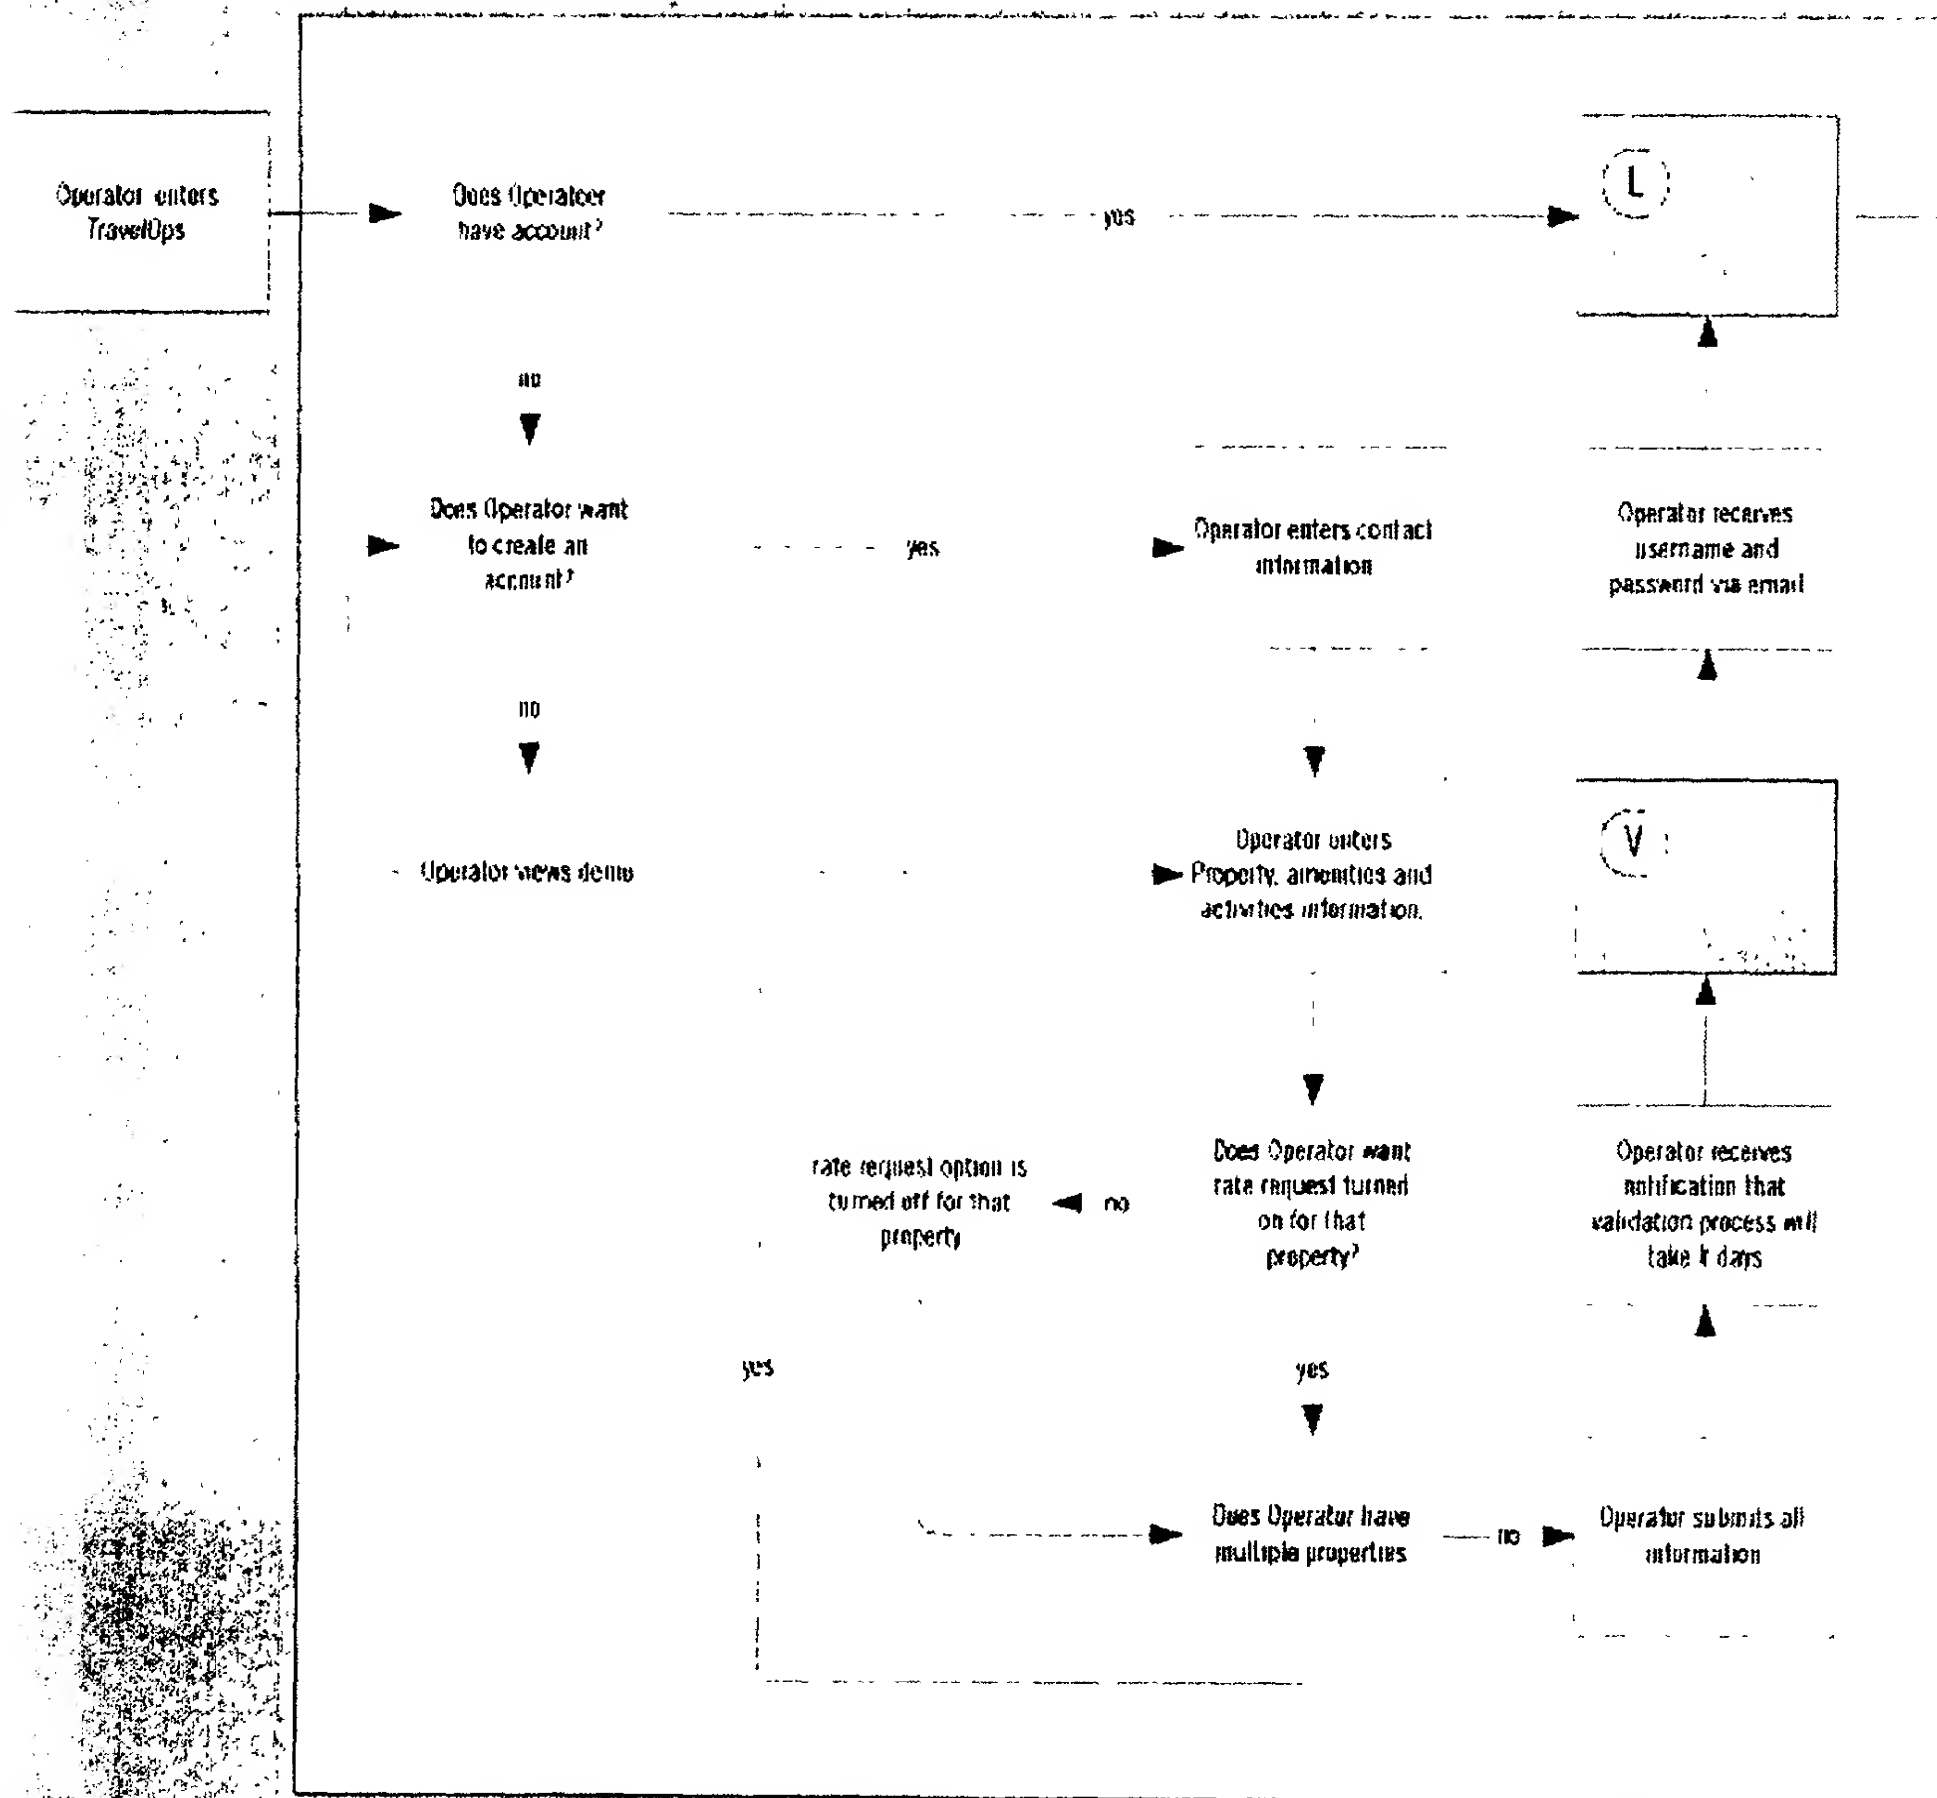 Operator enters
TravelOps
Does Operateer
have account?
yes
L
no
Does Operator want
to create an
account?
yes
Operator enters contact
information
Operator receives
username and
password via email
no
Operator views demo
Operator enters
Property, amenities and
activities information.
V
rate request option is
turned off for that
property
no
Does Operator want
rate request turned
on for that
property?
Operator receives
notification that
validation process will
take days
yes
yes
Does Operator have
multiple properties
no
Operator submits all
information